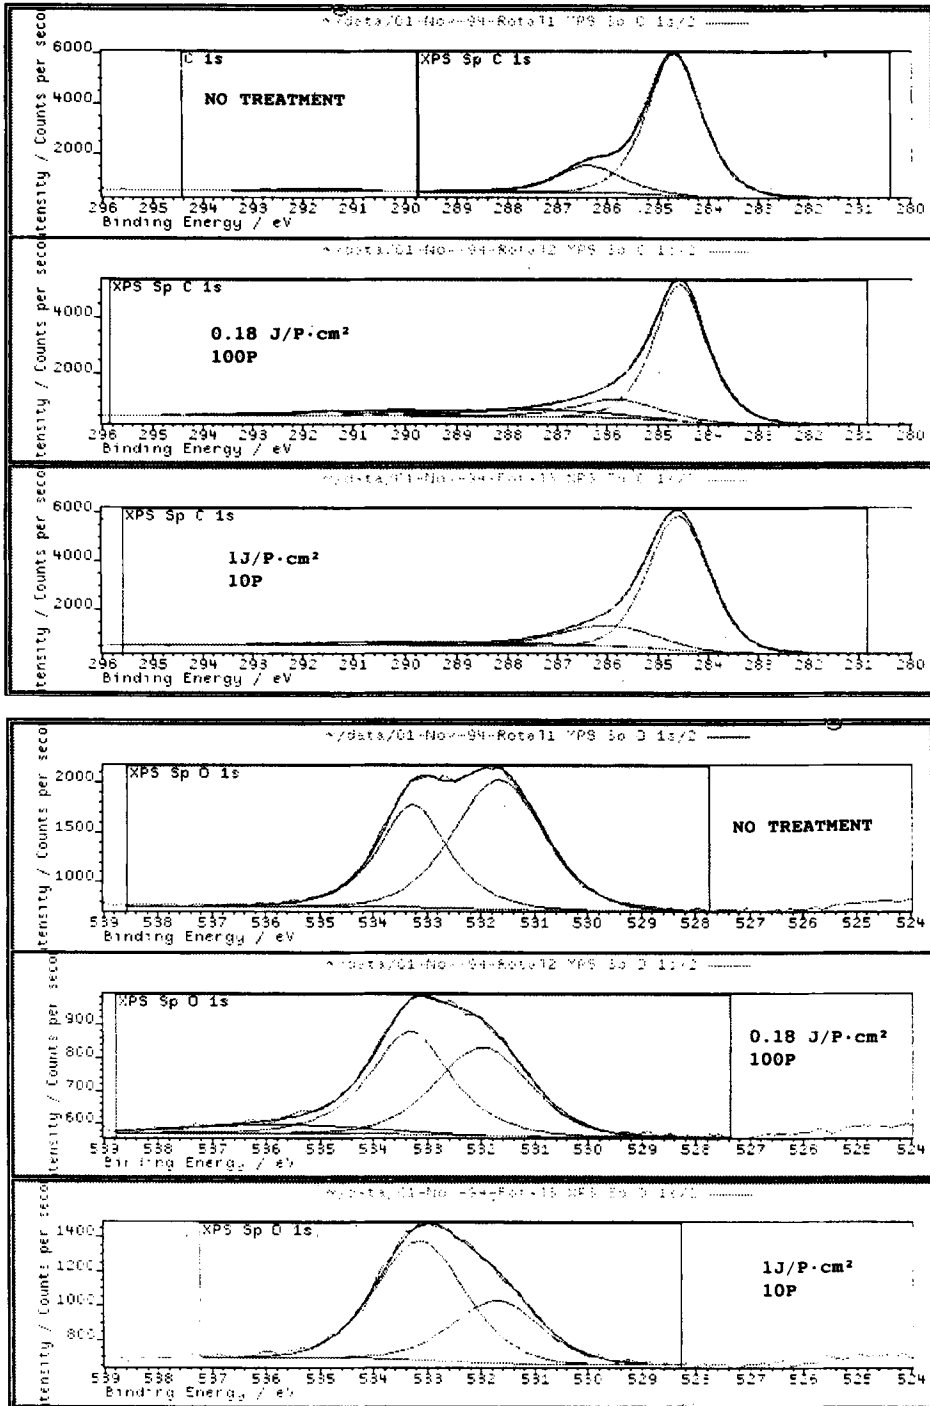 6000
4000
2000
C 1s
XPS Sp C 1s
NO TREATMENT
296 295 294 293 292 291 290 289 288 287 286 285 284 283 282 281 280
Binding Energy / eV
XPS Sp C 1s
4000
2000
0.18 J/P·cm²
100P
296 295 294 293 292 291 290 289 288 287 286 285 284 283 282 281 280
Binding Energy / eV
XPS Sp C 1s
6000
4000
2000
1J/P·cm²
10P
296 295 294 293 292 291 290 289 288 287 286 285 284 283 282 281 280
Binding Energy / eV
XPS Sp O 1s
2000
1500
1000
NO TREATMENT
539 538 537 536 535 534 533 532 531 530 529 528 527 526 525 524
Binding Energy / eV
XPS Sp O 1s
900
800
700
600
0.18 J/P·cm²
100P
539 538 537 536 535 534 533 532 531 530 529 528 527 526 525 524
Binding Energy / eV
XPS Sp O 1s
1400
1200
1000
800
1J/P·cm²
10P
539 538 537 536 535 534 533 532 531 530 529 528 527 526 525 524
Binding Energy / eV